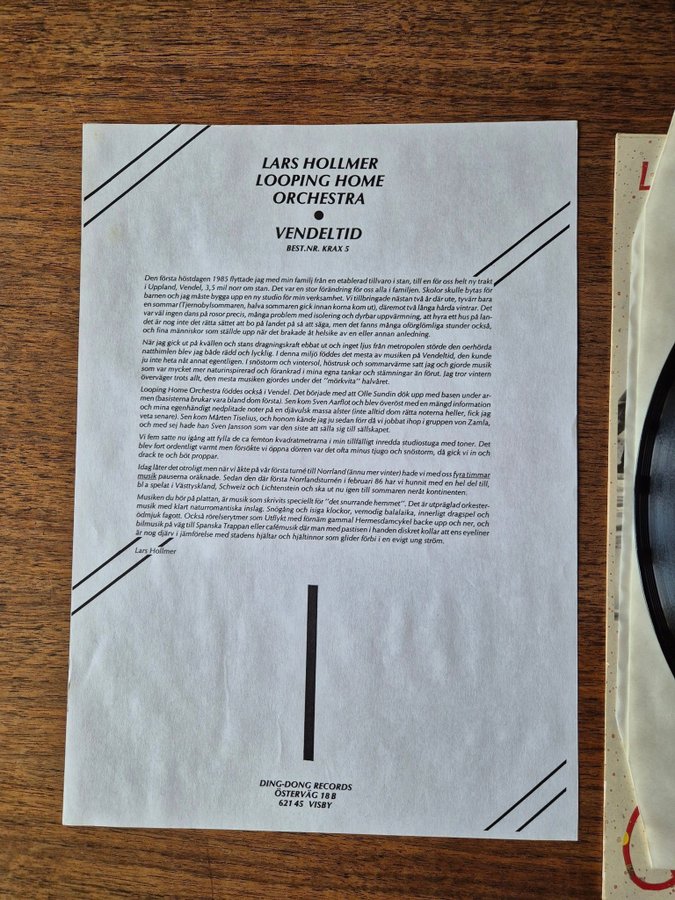 LARS HOLLMER
LOOPING HOME
ORCHESTRA
VENDELTID
BEST.NR. KRAX 5
Den första höstdagen 1985 flyttade jag med min familj från en etablerad tillvaro i stan, till en för oss helt ny trakt
i Uppland, Vendel, 3,5 mil norr om stan. Det var en stor förändring för oss alla i familjen. Skolor skulle bytas för
barnen och jag måste bygga upp en ny studio för min verksamhet. Vi tillbringade nästan två år där ute, tyvärr bara
en sommar (Tjernobylsommaren, halva sommaren gick innan korna kom ut), däremot två långa hårda vintrar. Det
var väl ingen dans på rosor precis, många problem med isolering och dyrbar uppvärmning, att hyra ett hus på lan-
det är nog inte det rätta sättet att bo på landet på så att säga, men det fanns många oförglömliga stunder också,
och fina människor som ställde upp när det brakade åt helsike av en eller annan anledning.
När jag gick ut på kvällen och stans dragningskraft ebbat ut och inget ljus från metropolen störde den oerhörda
natthimlen blev jag både rädd och lycklig. I denna miljö föddes det mesta av musiken på Vendeltid, den kunde
ju inte heta nåt annat egentligen. I snöstorm och vintersol, höstrusk och sommarvärme satt jag och gjorde musik
som var mycket mer naturinspirerad och förankrad i mina egna tankar och stämningar än förut. Jag tror vintern
överväger trots allt, den mesta musiken gjordes under det "mörkvita" halvåret.
Looping Home Orchestra föddes också i Vendel. Det började med att Olle Sundin dök upp med basen under ar-
men (basisterna brukar vara bland dom första). Sen kom Sven Aarflot och blev överöst med en mängd information
och mina egenhändigt nedplitade noter på en djävulsk massa alster (inte alltid dom rätta noterna heller, fick jag
veta senare). Sen kom Mårten Tiselius, och honom kände jag ju sedan förr då vi jobbat ihop i gruppen von Zamla,
och med sej hade han Sven Jansson som var den siste att sälla sig till sällskapet.
Vi fem satte nu igång att fylla de ca femton kvadratmetrarna i min tillfälligt inredda studiostuga med toner. Det
blev fort ordentligt varmt men försökte vi öppna dörren var det ofta minus tjugo och snöstorm, då gick vi in och
drack te och böt proppar.
Idag låter det otroligt men när vi åkte på vår första turné till Norrland (ännu mer vinter) hade vi med oss fyra timmar
musik pauserna oräknade. Sedan den där första Norrlandsturnén i februari 86 har vi hunnit med en hel del till,
bl a spelat i Västtyskland, Schweiz och Lichtenstein och ska ut nu igen till sommaren neråt kontinenten.
Musiken du hör på plattan, är musik som skrivits speciellt för "det snurrande hemmet". Det är utpräglad orkester-
musik med klart naturromantiska inslag. Snögång och isiga klockor, vemodig balalaika, innerligt dragspel och
ödmjuk fagott. Också rörelserytmer som Utflykt med förnäm gammal Hermesdamcykel backe upp och ner, och
bilmusik på väg till Spanska Trappan eller cafémusik där man med pastisen i handen diskret kollar att ens eyeliner
är nog djärv i jämförelse med stadens hjältar och hjältinnor som glider förbi i en evigt ung ström.
Lars Hollmer
DING-DONG RECORDS
ÖSTERVÄG 18 B
621 45 VISBY
L